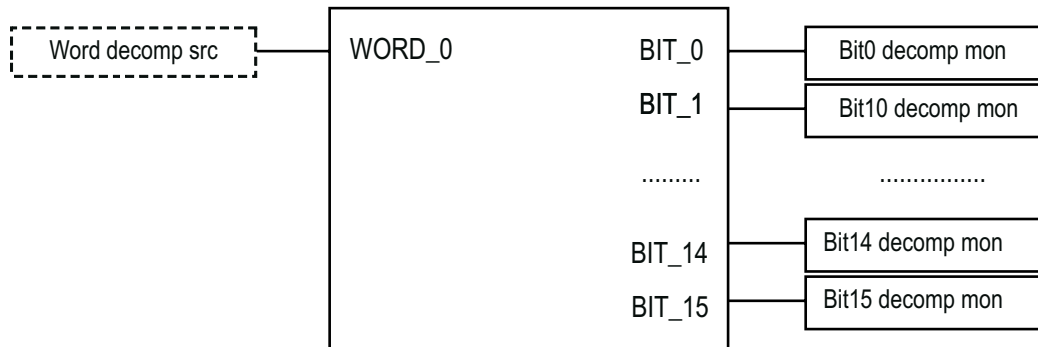 Word decomp src
WORD_0
BIT_0
Bit0 decomp mon
BIT_1
Bit10 decomp mon
.........
................
BIT_14
Bit14 decomp mon
BIT_15
Bit15 decomp mon